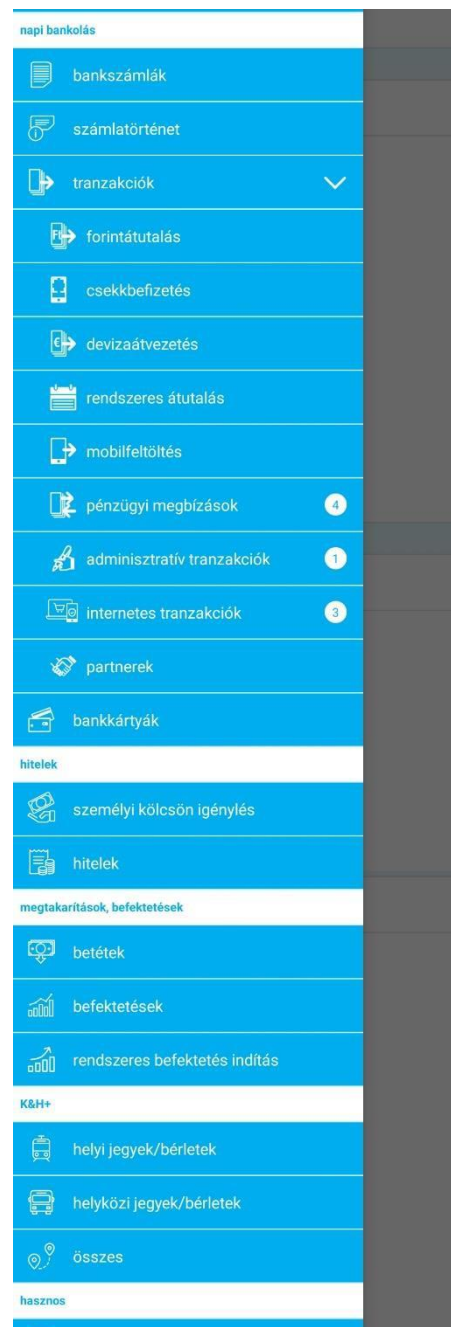 napi bankolás
bankszámlák
számlatörténet
tranzakciók
Ft forintátutalás
csekkbefizetés
€ devizaátvezetés
rendszeres átutalás
mobilfeltöltés
pénzügyi megbízások 4
adminisztratív tranzakciók 1
internetes tranzakciók 3
partnerek
bankkártyák
hitelek
személyi kölcsön igénylés
hitelek
megtakarítások, befektetések
betétek
befektetések
rendszeres befektetés indítás
K&H+
helyi jegyek/bérletek
helyközi jegyek/bérletek
összes
hasznos